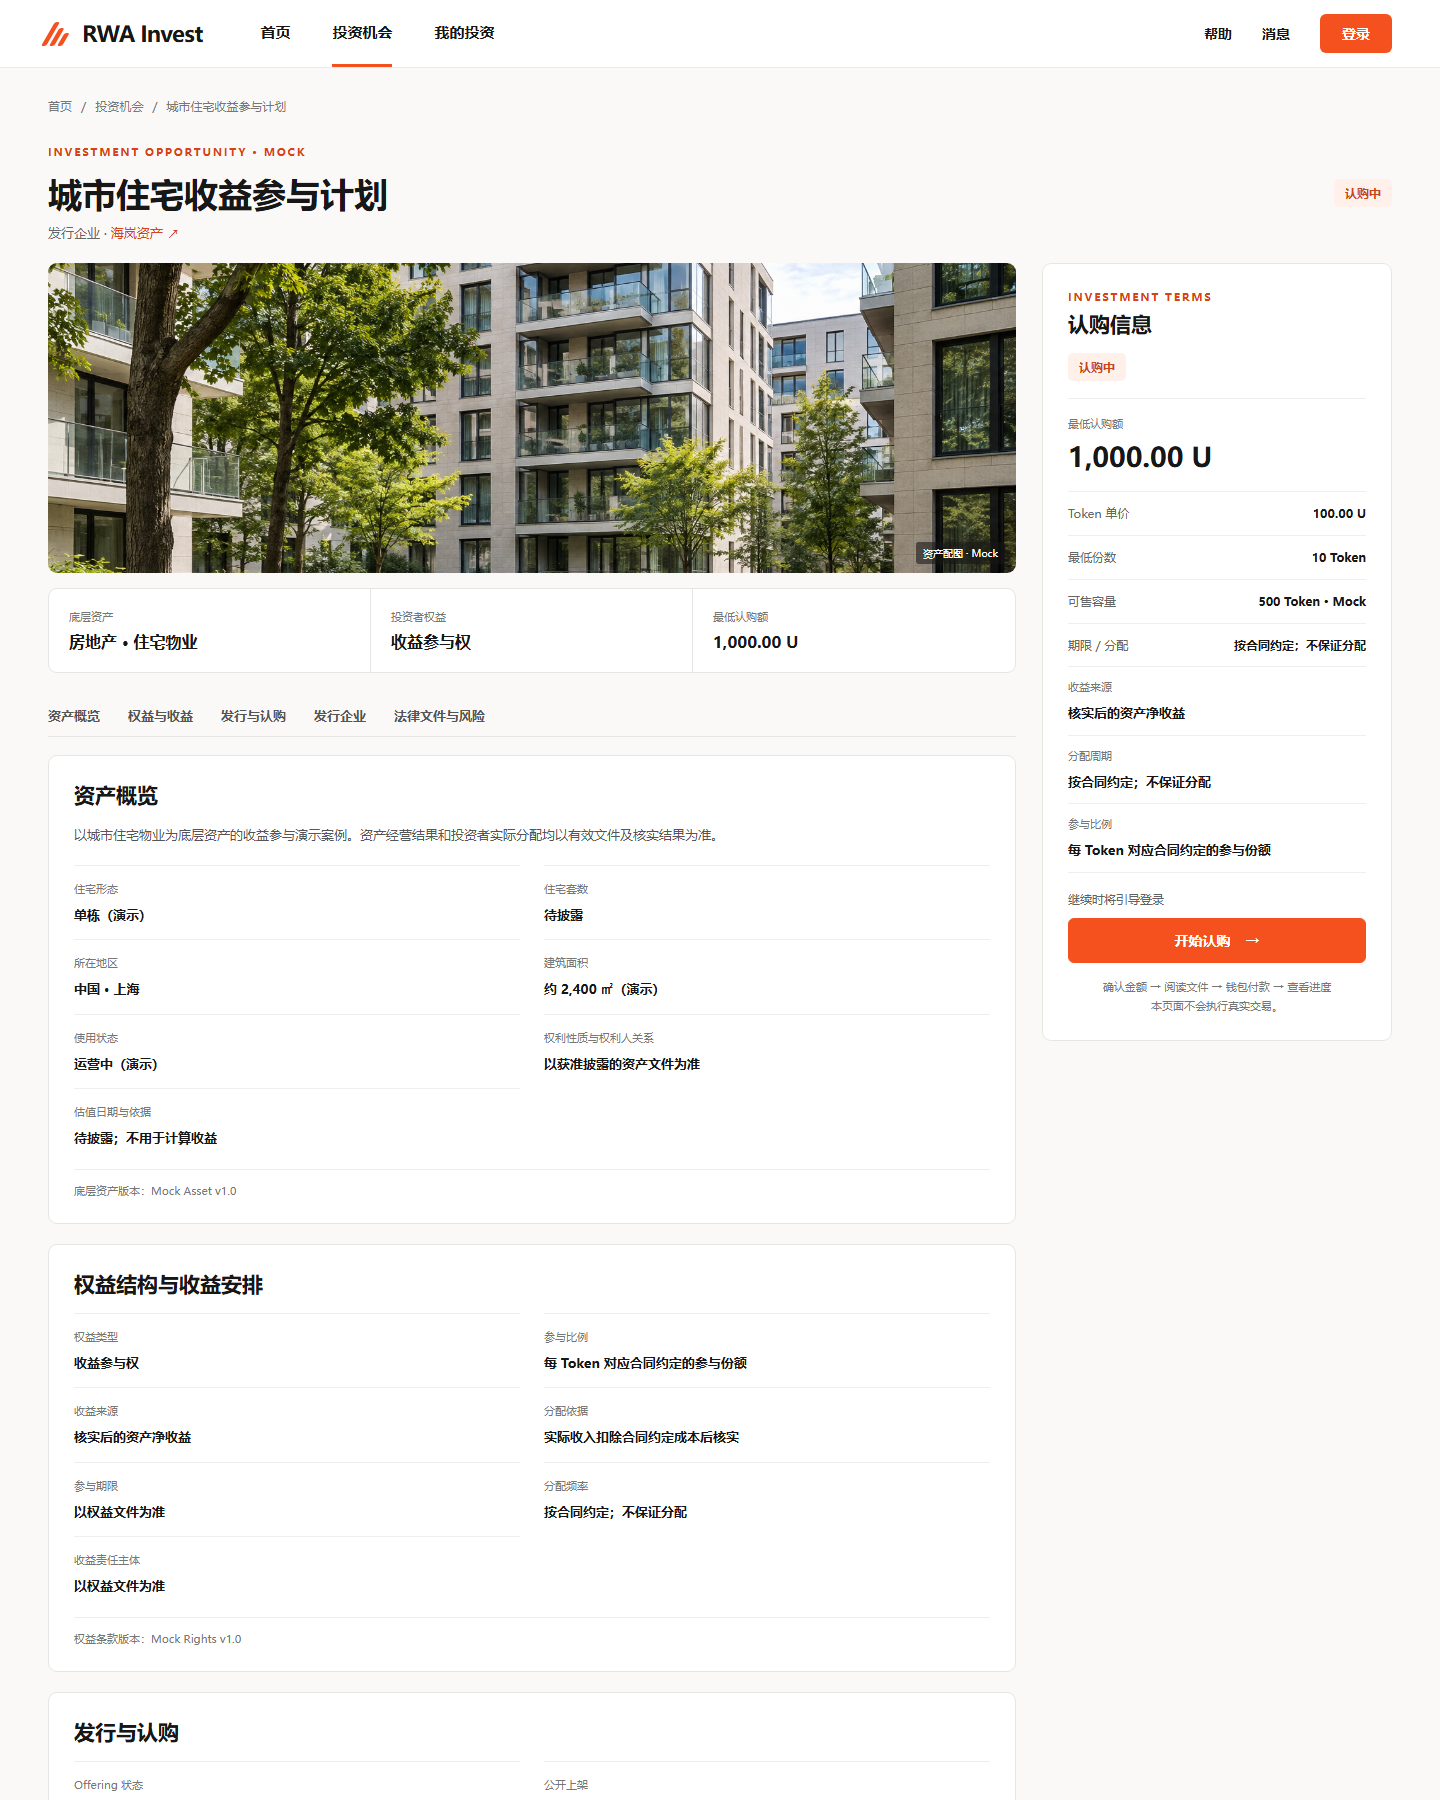 RWA Invest
首页
投资机会
我的投资
帮助
消息
登录
首页 / 投资机会 / 城市住宅收益参与计划
INVESTMENT OPPORTUNITY • MOCK
城市住宅收益参与计划
认购中
发行企业 · 海岚资产 ↗
资产配图 · Mock
底层资产
房地产 • 住宅物业
投资者权益
收益参与权
最低认购额
1,000.00 U
资产概览
权益与收益
发行与认购
发行企业
法律文件与风险
资产概览
以城市住宅物业为底层资产的收益参与演示案例。资产经营结果和投资者实际分配均以有效文件及核实结果为准。
住宅形态
单栋（演示）
住宅套数
待披露
所在地区
中国 • 上海
建筑面积
约 2,400 ㎡（演示）
使用状态
运营中（演示）
权利性质与权利人关系
以获准披露的资产文件为准
估值日期与依据
待披露；不用于计算收益
底层资产版本：Mock Asset v1.0
权益结构与收益安排
权益类型
收益参与权
参与比例
每 Token 对应合同约定的参与份额
收益来源
核实后的资产净收益
分配依据
实际收入扣除合同约定成本后核实
参与期限
以权益文件为准
分配频率
按合同约定；不保证分配
收益责任主体
以权益文件为准
权益条款版本：Mock Rights v1.0
发行与认购
Offering 状态
公开上架
INVESTMENT TERMS
认购信息
认购中
最低认购额
1,000.00 U
Token 单价
100.00 U
最低份数
10 Token
可售容量
500 Token • Mock
期限 / 分配
按合同约定；不保证分配
收益来源
核实后的资产净收益
分配周期
按合同约定；不保证分配
参与比例
每 Token 对应合同约定的参与份额
继续时将引导登录
开始认购 →
确认金额 → 阅读文件 → 钱包付款 → 查看进度
本页面不会执行真实交易。